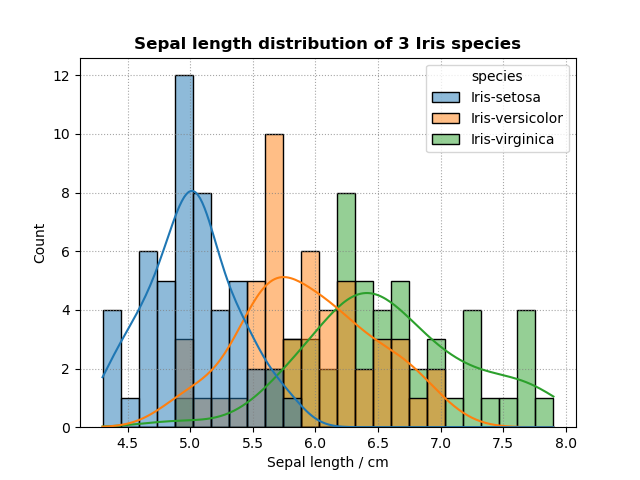 Sepal length distribution of 3 Iris species
species
Iris-setosa
Iris-versicolor
Iris-virginica
Count
12
10
8
6
4
2
0
4.5 5.0 5.5 6.0 6.5 7.0 7.5 8.0
Sepal length / cm